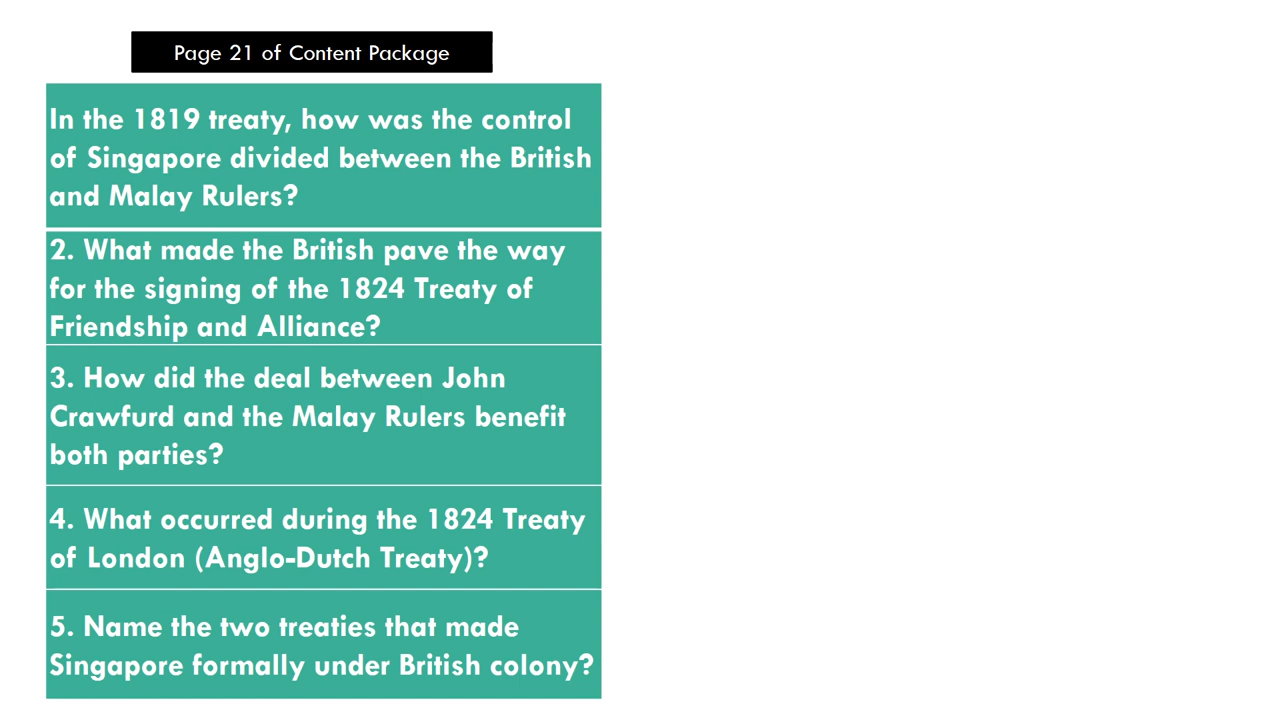 Page 21 of Content Package
In the 1819 treaty, how was the control
of Singapore divided between the British
and Malay Rulers?
2. What made the British pave the way
for the signing of the 1824 Treaty of
Friendship and Alliance?
3. How did the deal between John
Crawfurd and the Malay Rulers benefit
both parties?
4. What occurred during the 1824 Treaty
of London (Anglo-Dutch Treaty)?
5. Name the two treaties that made
Singapore formally under British colony?